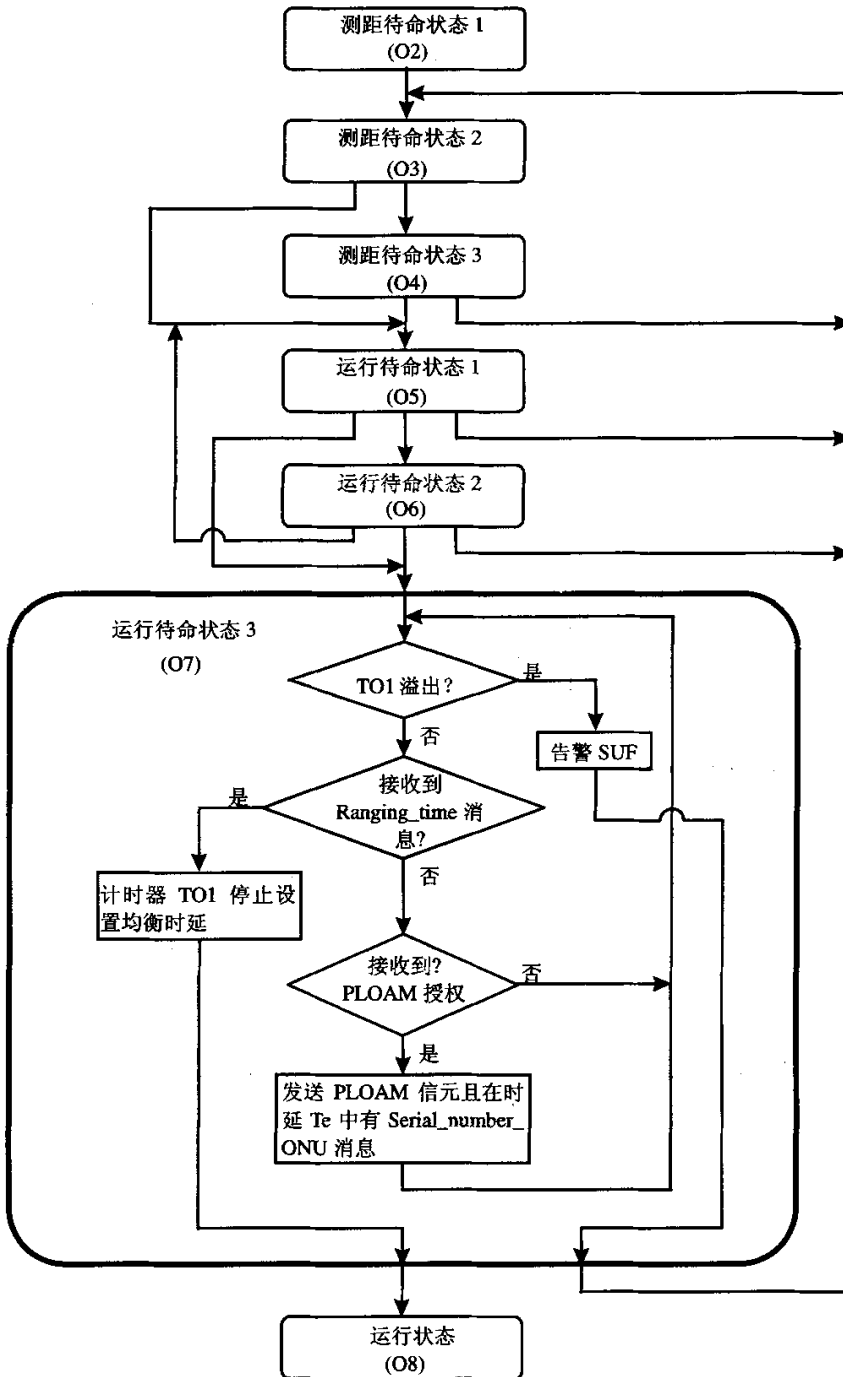 测距待命状态 1
(O2)
测距待命状态 2
(O3)
测距待命状态 3
(O4)
运行待命状态 1
(O5)
运行待命状态 2
(O6)
运行待命状态 3
(O7)
TO1 溢出?
是
否
告警 SUF
接收到
Ranging_time 消
息?
是
否
计时器 TO1 停止设
置均衡时延
接收到?
PLOAM 授权
否
是
发送 PLOAM 信元且在时
延 Te 中有 Serial_number_
ONU 消息
运行状态
(O8)